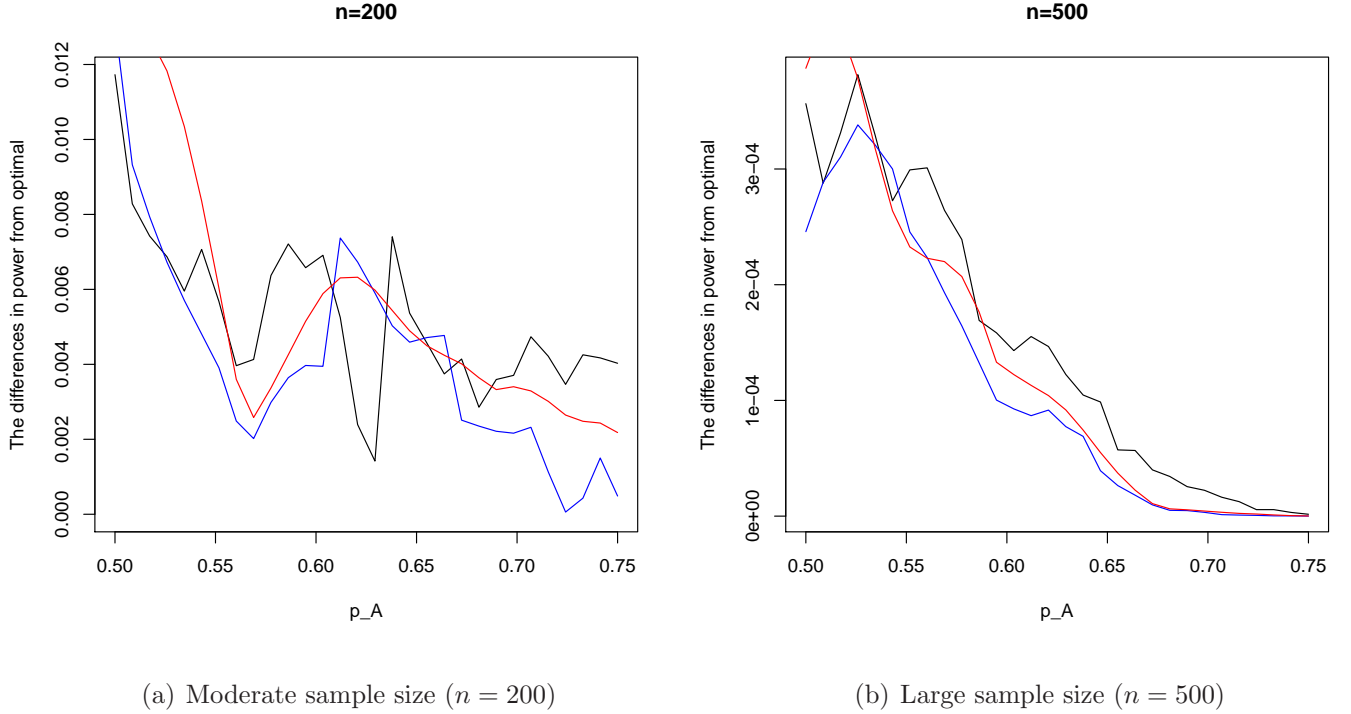 n=200
The differences in power from optimal
0.012
0.010
0.008
0.006
0.004
0.002
0.000
0.50 0.55 0.60 0.65 0.70 0.75
p_A
(a) Moderate sample size (n = 200)
n=500
The differences in power from optimal
3e−04
2e−04
1e−04
0e+00
0.50 0.55 0.60 0.65 0.70 0.75
p_A
(b) Large sample size (n = 500)